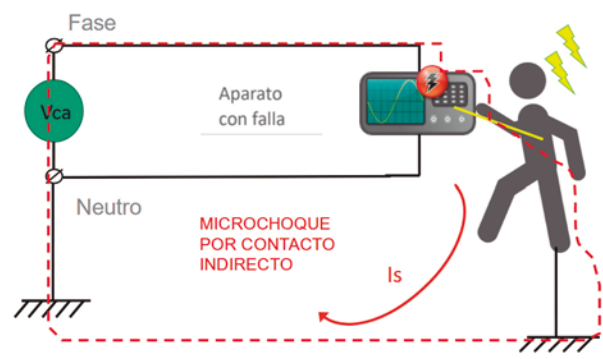 Fase
Vca
Aparato
con falla
Neutro
MICROCHOQUE
POR CONTACTO
INDIRECTO
Is